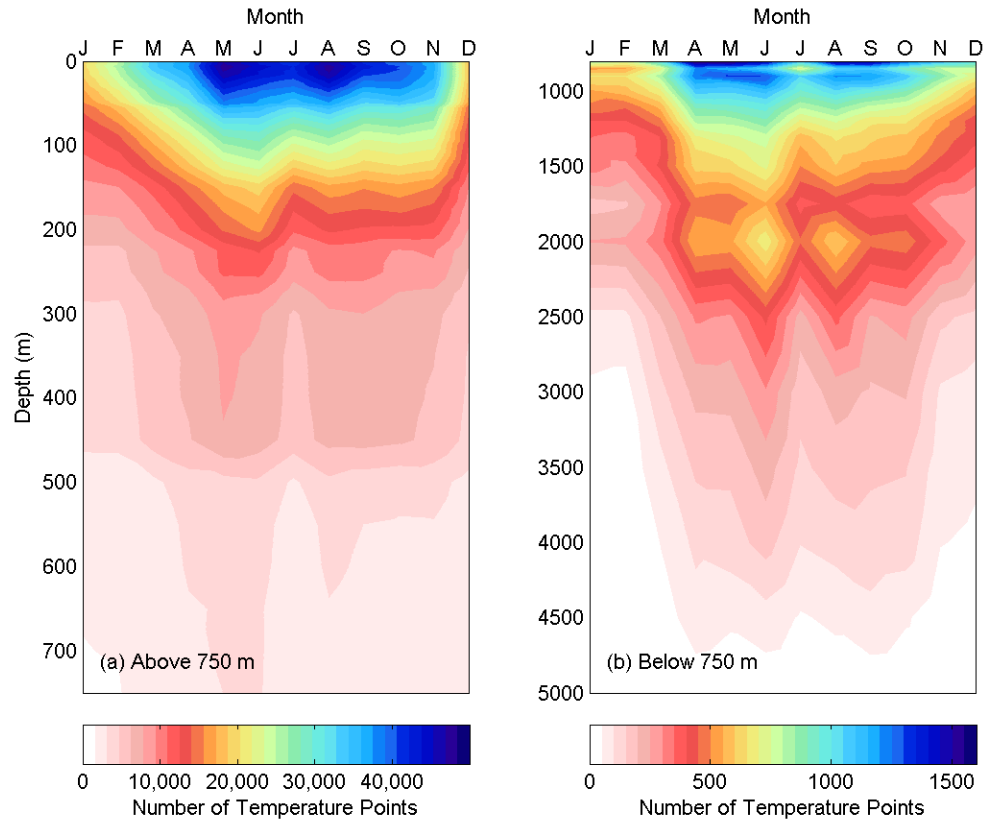 Month
J F M A M J J A S O N D
0
100
200
300
400
500
600
700
Depth (m)
(a) Above 750 m
0 10,000 20,000 30,000 40,000
Number of Temperature Points
Month
J F M A M J J A S O N D
1000
1500
2000
2500
3000
3500
4000
4500
5000
(b) Below 750 m
0 500 1000 1500
Number of Temperature Points